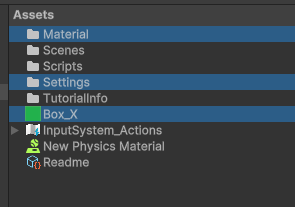 Assets
Material
Scenes
Scripts
Settings
TutorialInfo
Box_X
InputSystem_Actions
New Physics Material
Readme